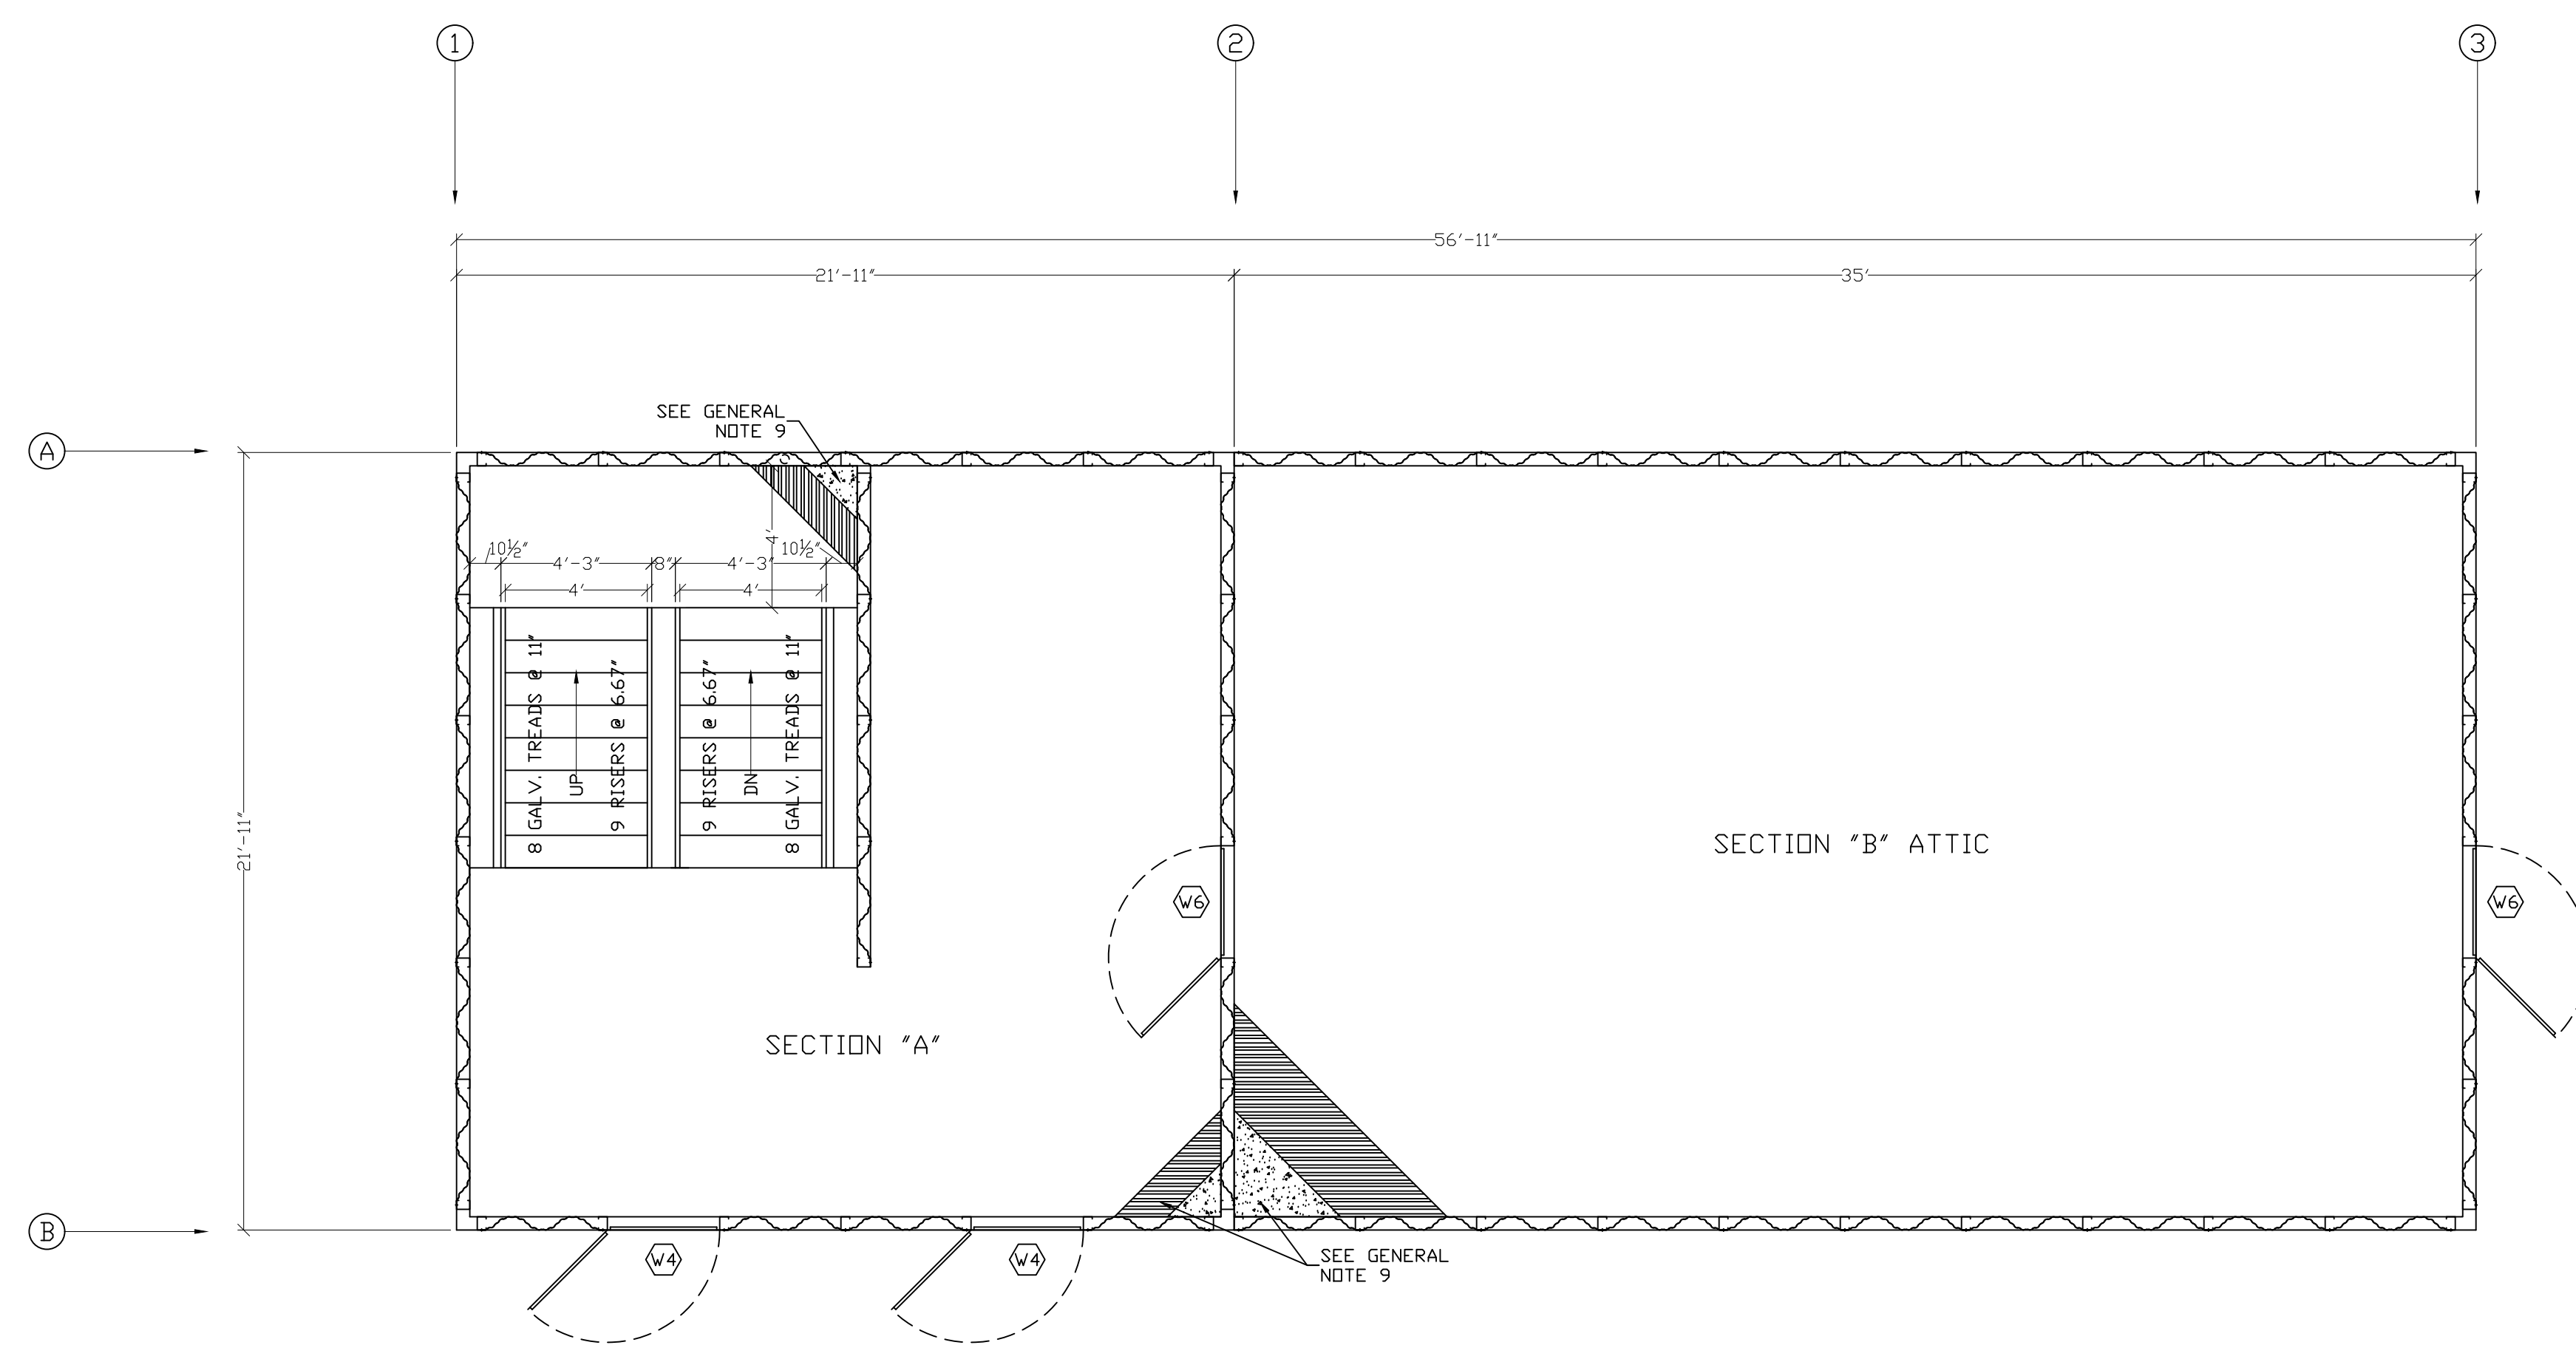 1
2
3
56'-11"
21'-11"
35'
SEE GENERAL
NOTE 9
A
10½"
4'-3"
8"
4'-3"
10½"
4'
4'
4'
8 GALV. TREADS @ 11"
UP
9 RISERS @ 6.67"
9 RISERS @ 6.67"
DN
8 GALV. TREADS @ 11"
21'-11"
SECTION "B" ATTIC
W6
W6
SECTION "A"
B
W4
W4
SEE GENERAL
NOTE 9